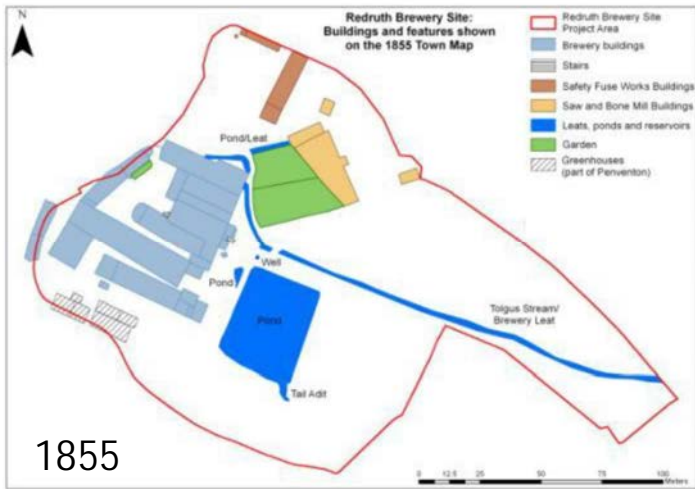 Redruth Brewery Site:
Buildings and features shown
on the 1855 Town Map
Redruth Brewery Site
Project Area
Brewery buildings
Stairs
Safety Fuse Works Buildings
Saw and Bone Mill Buildings
Leats, ponds and reservoirs
Garden
Greenhouses
(part of Penventon)
N
Pond/Leat
Well
Pond
Pond
Tolgus Stream/
Brewery Leat
Tail Adit
1855
0 12.5 25 50 75 100
Meters